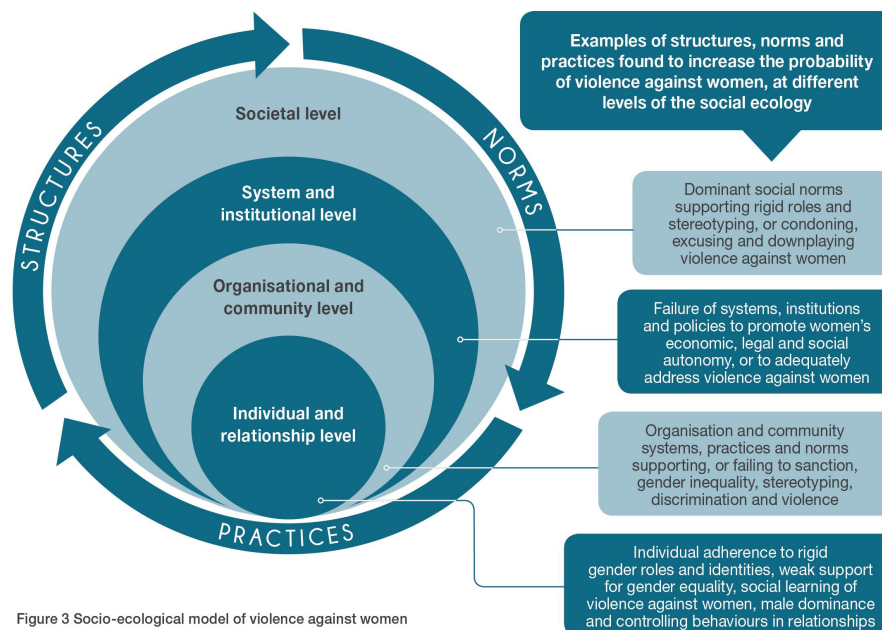 Examples of structures, norms and
practices found to increase the probability
of violence against women, at different
levels of the social ecology
STRUCTURES
NORMS
PRACTICES
Societal level
System and
institutional level
Organisational and
community level
Individual and
relationship level
Dominant social norms
supporting rigid roles and
stereotyping, or condoning,
excusing and downplaying
violence against women
Failure of systems, institutions
and policies to promote women’s
economic, legal and social
autonomy, or to adequately
address violence against women
Organisation and community
systems, practices and norms
supporting, or failing to sanction,
gender inequality, stereotyping,
discrimination and violence
Individual adherence to rigid
gender roles and identities, weak support
for gender equality, social learning of
violence against women, male dominance
and controlling behaviours in relationships
Figure 3 Socio-ecological model of violence against women